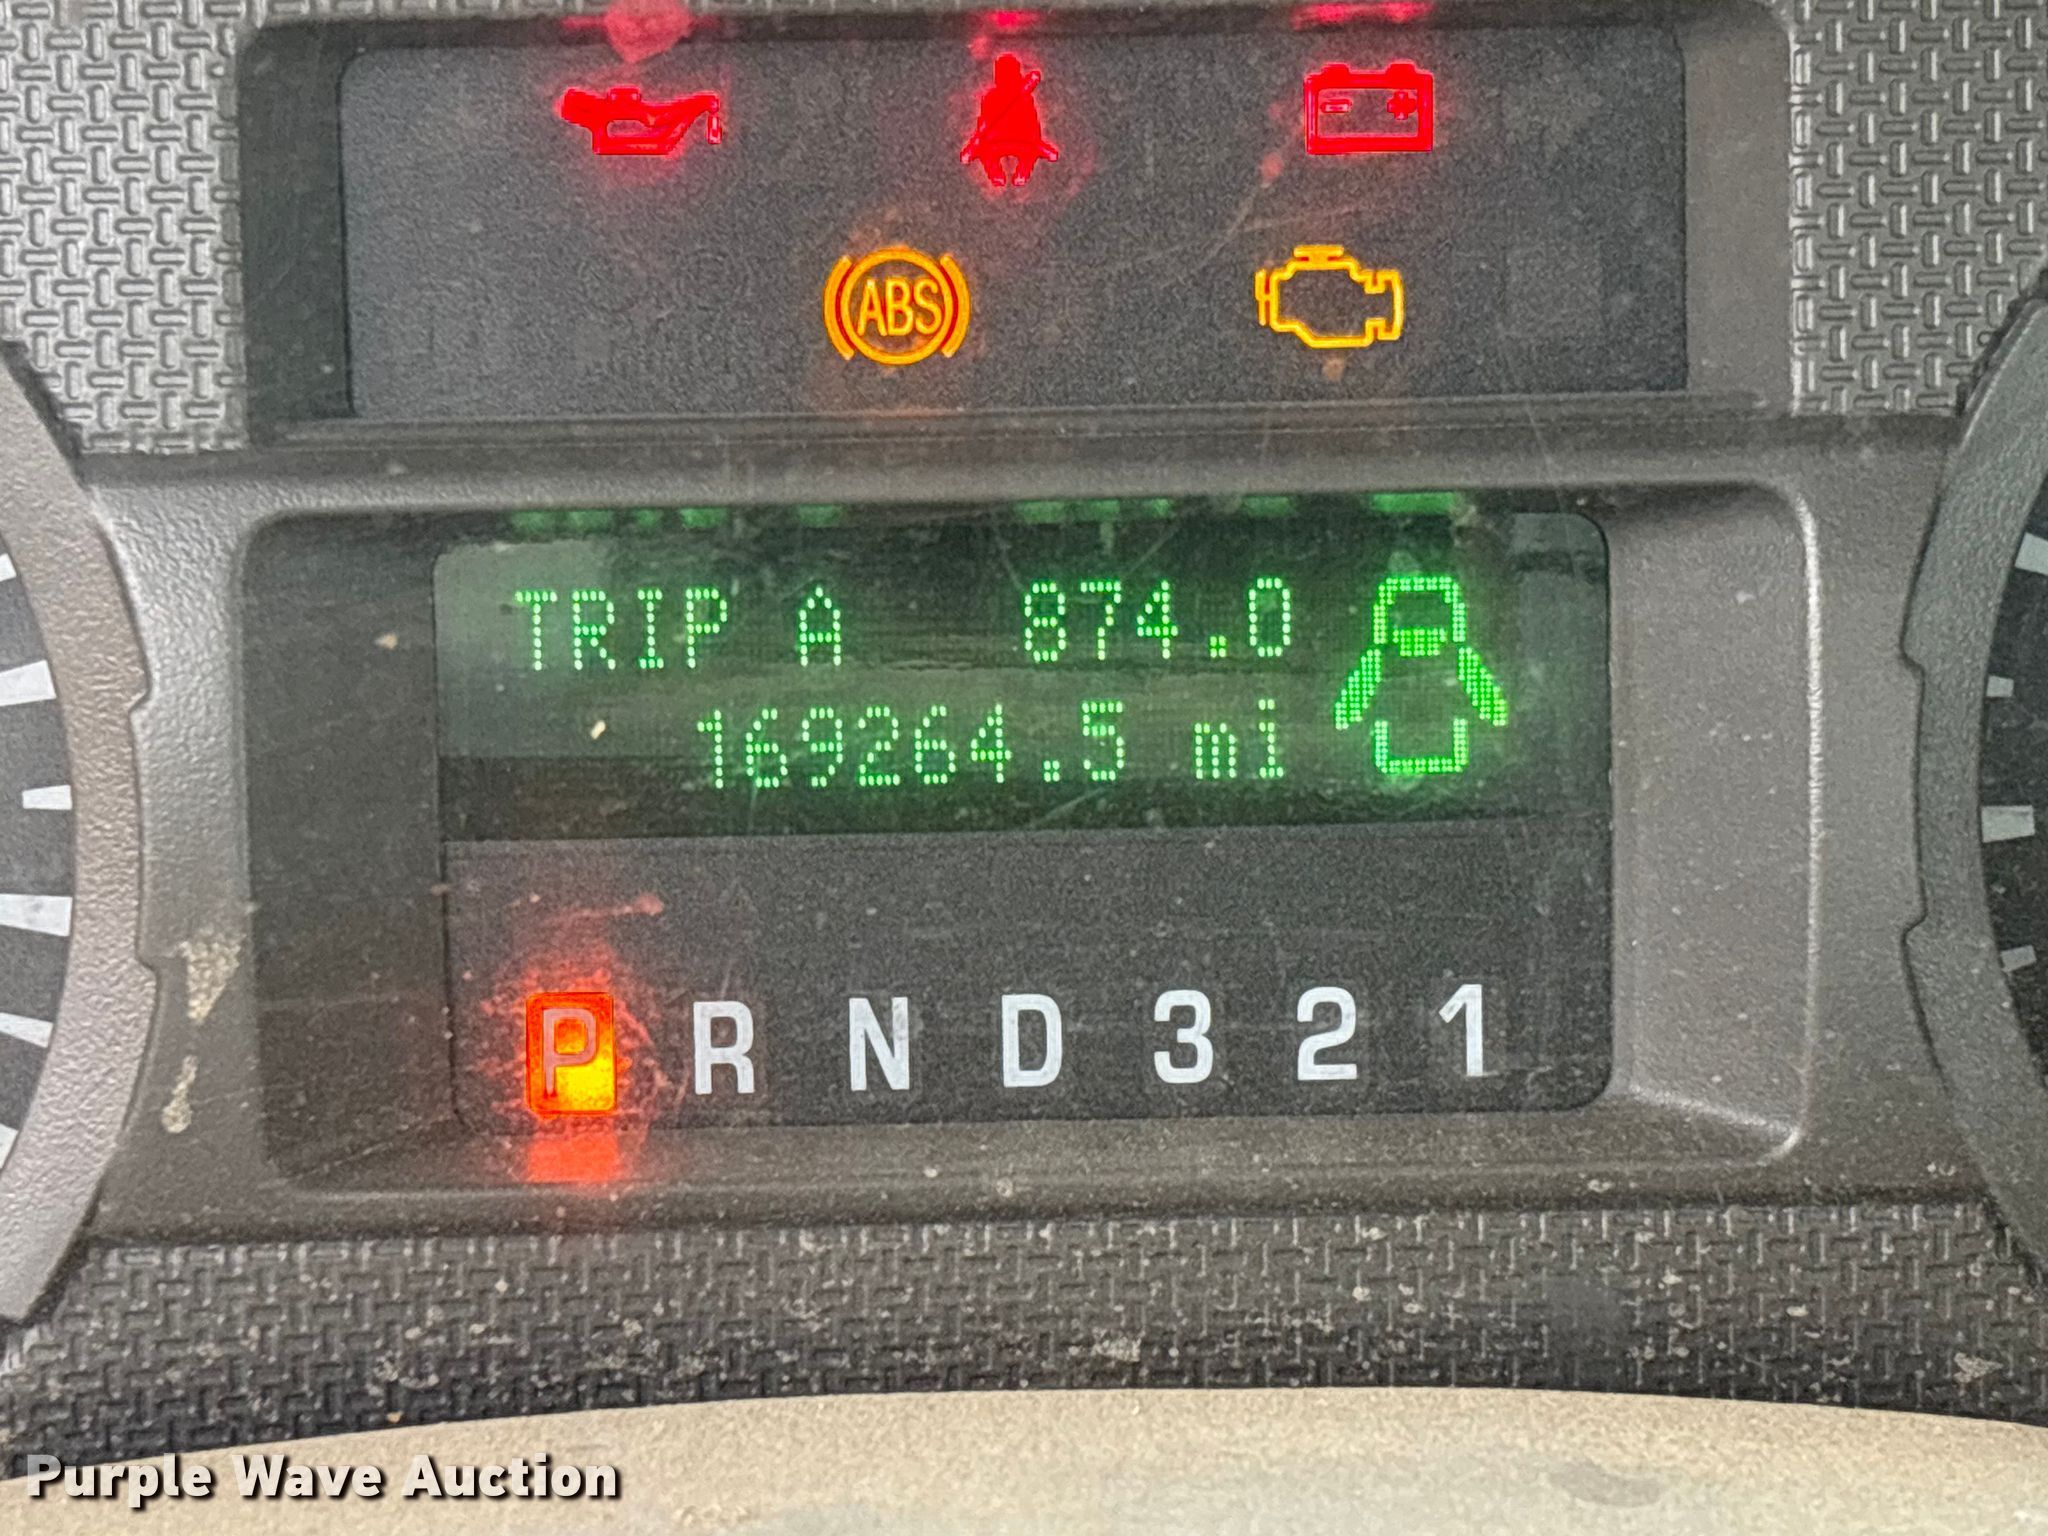 ABS
TRIP A 874.0
169264.5 mi
P R N D 3 2 1
Purple Wave Auction